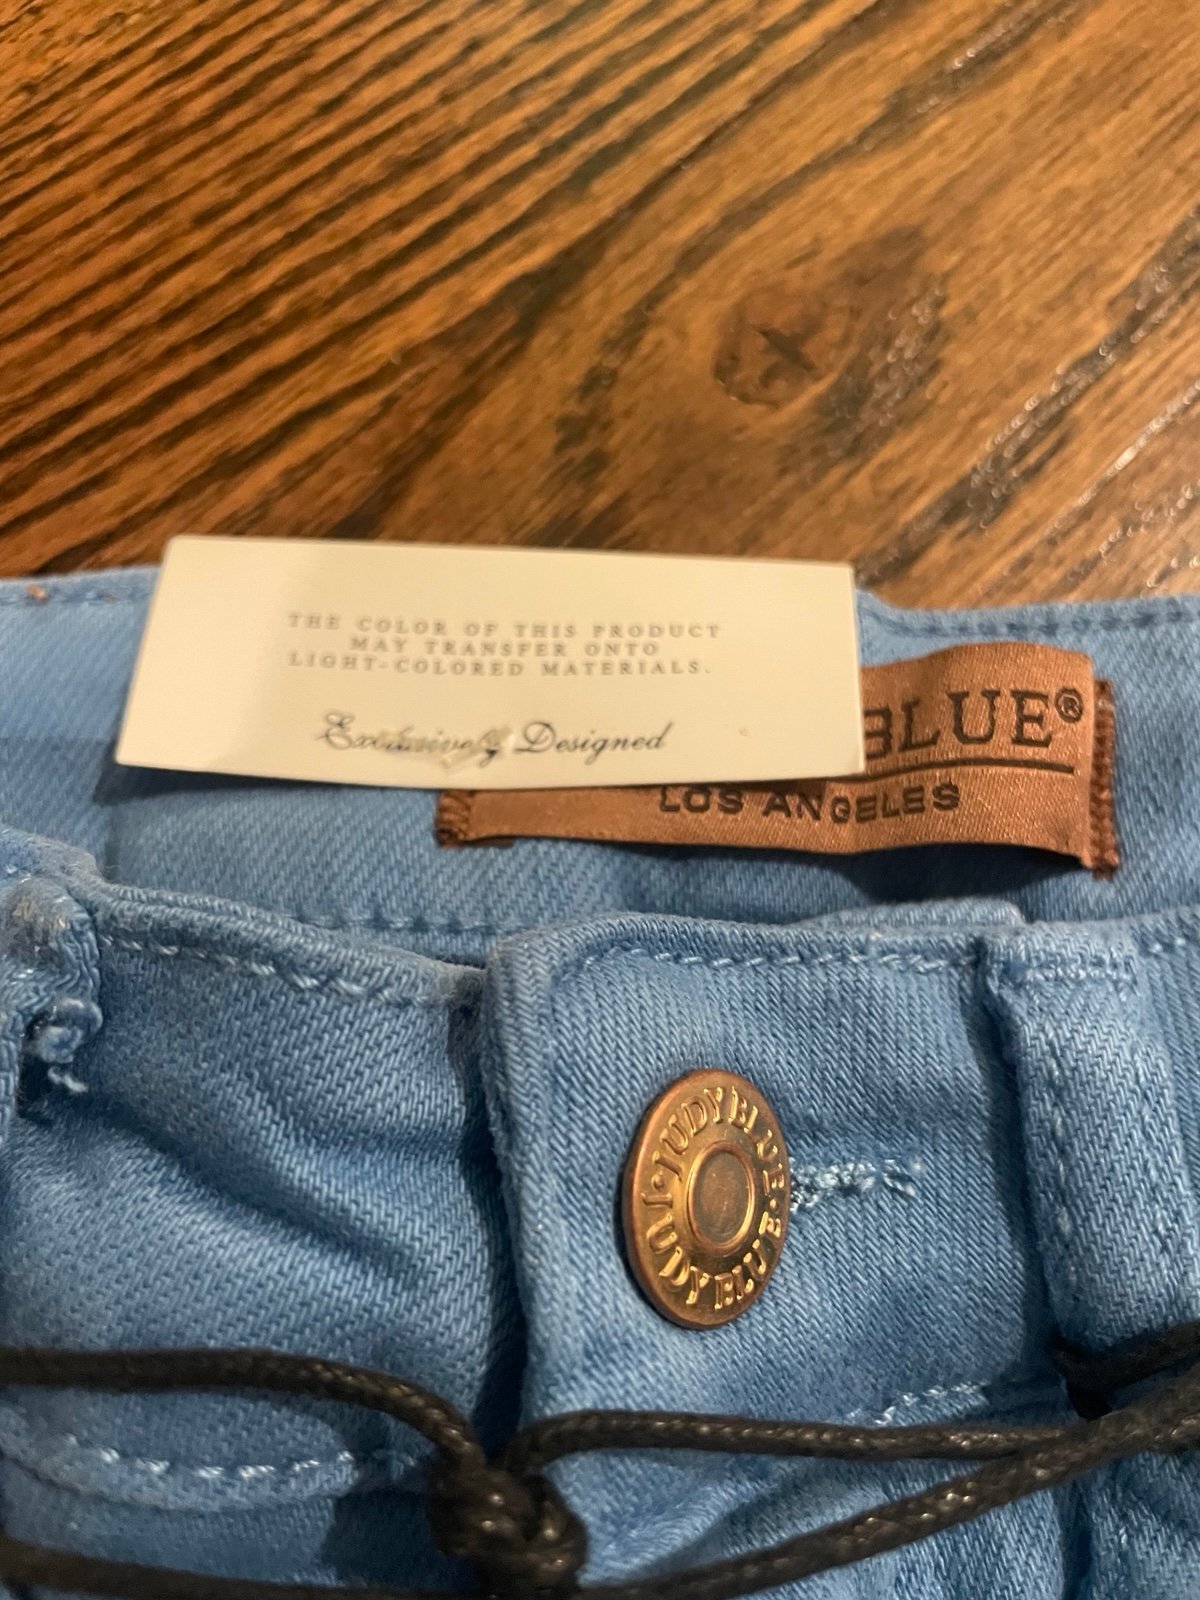 THE COLOR OF THIS PRODUCT
MAY TRANSFER ONTO
LIGHT-COLORED MATERIALS.
Exclusively Designed
BLUE®
LOS ANGELES
JUDY BLUE • JUDY BLUE •